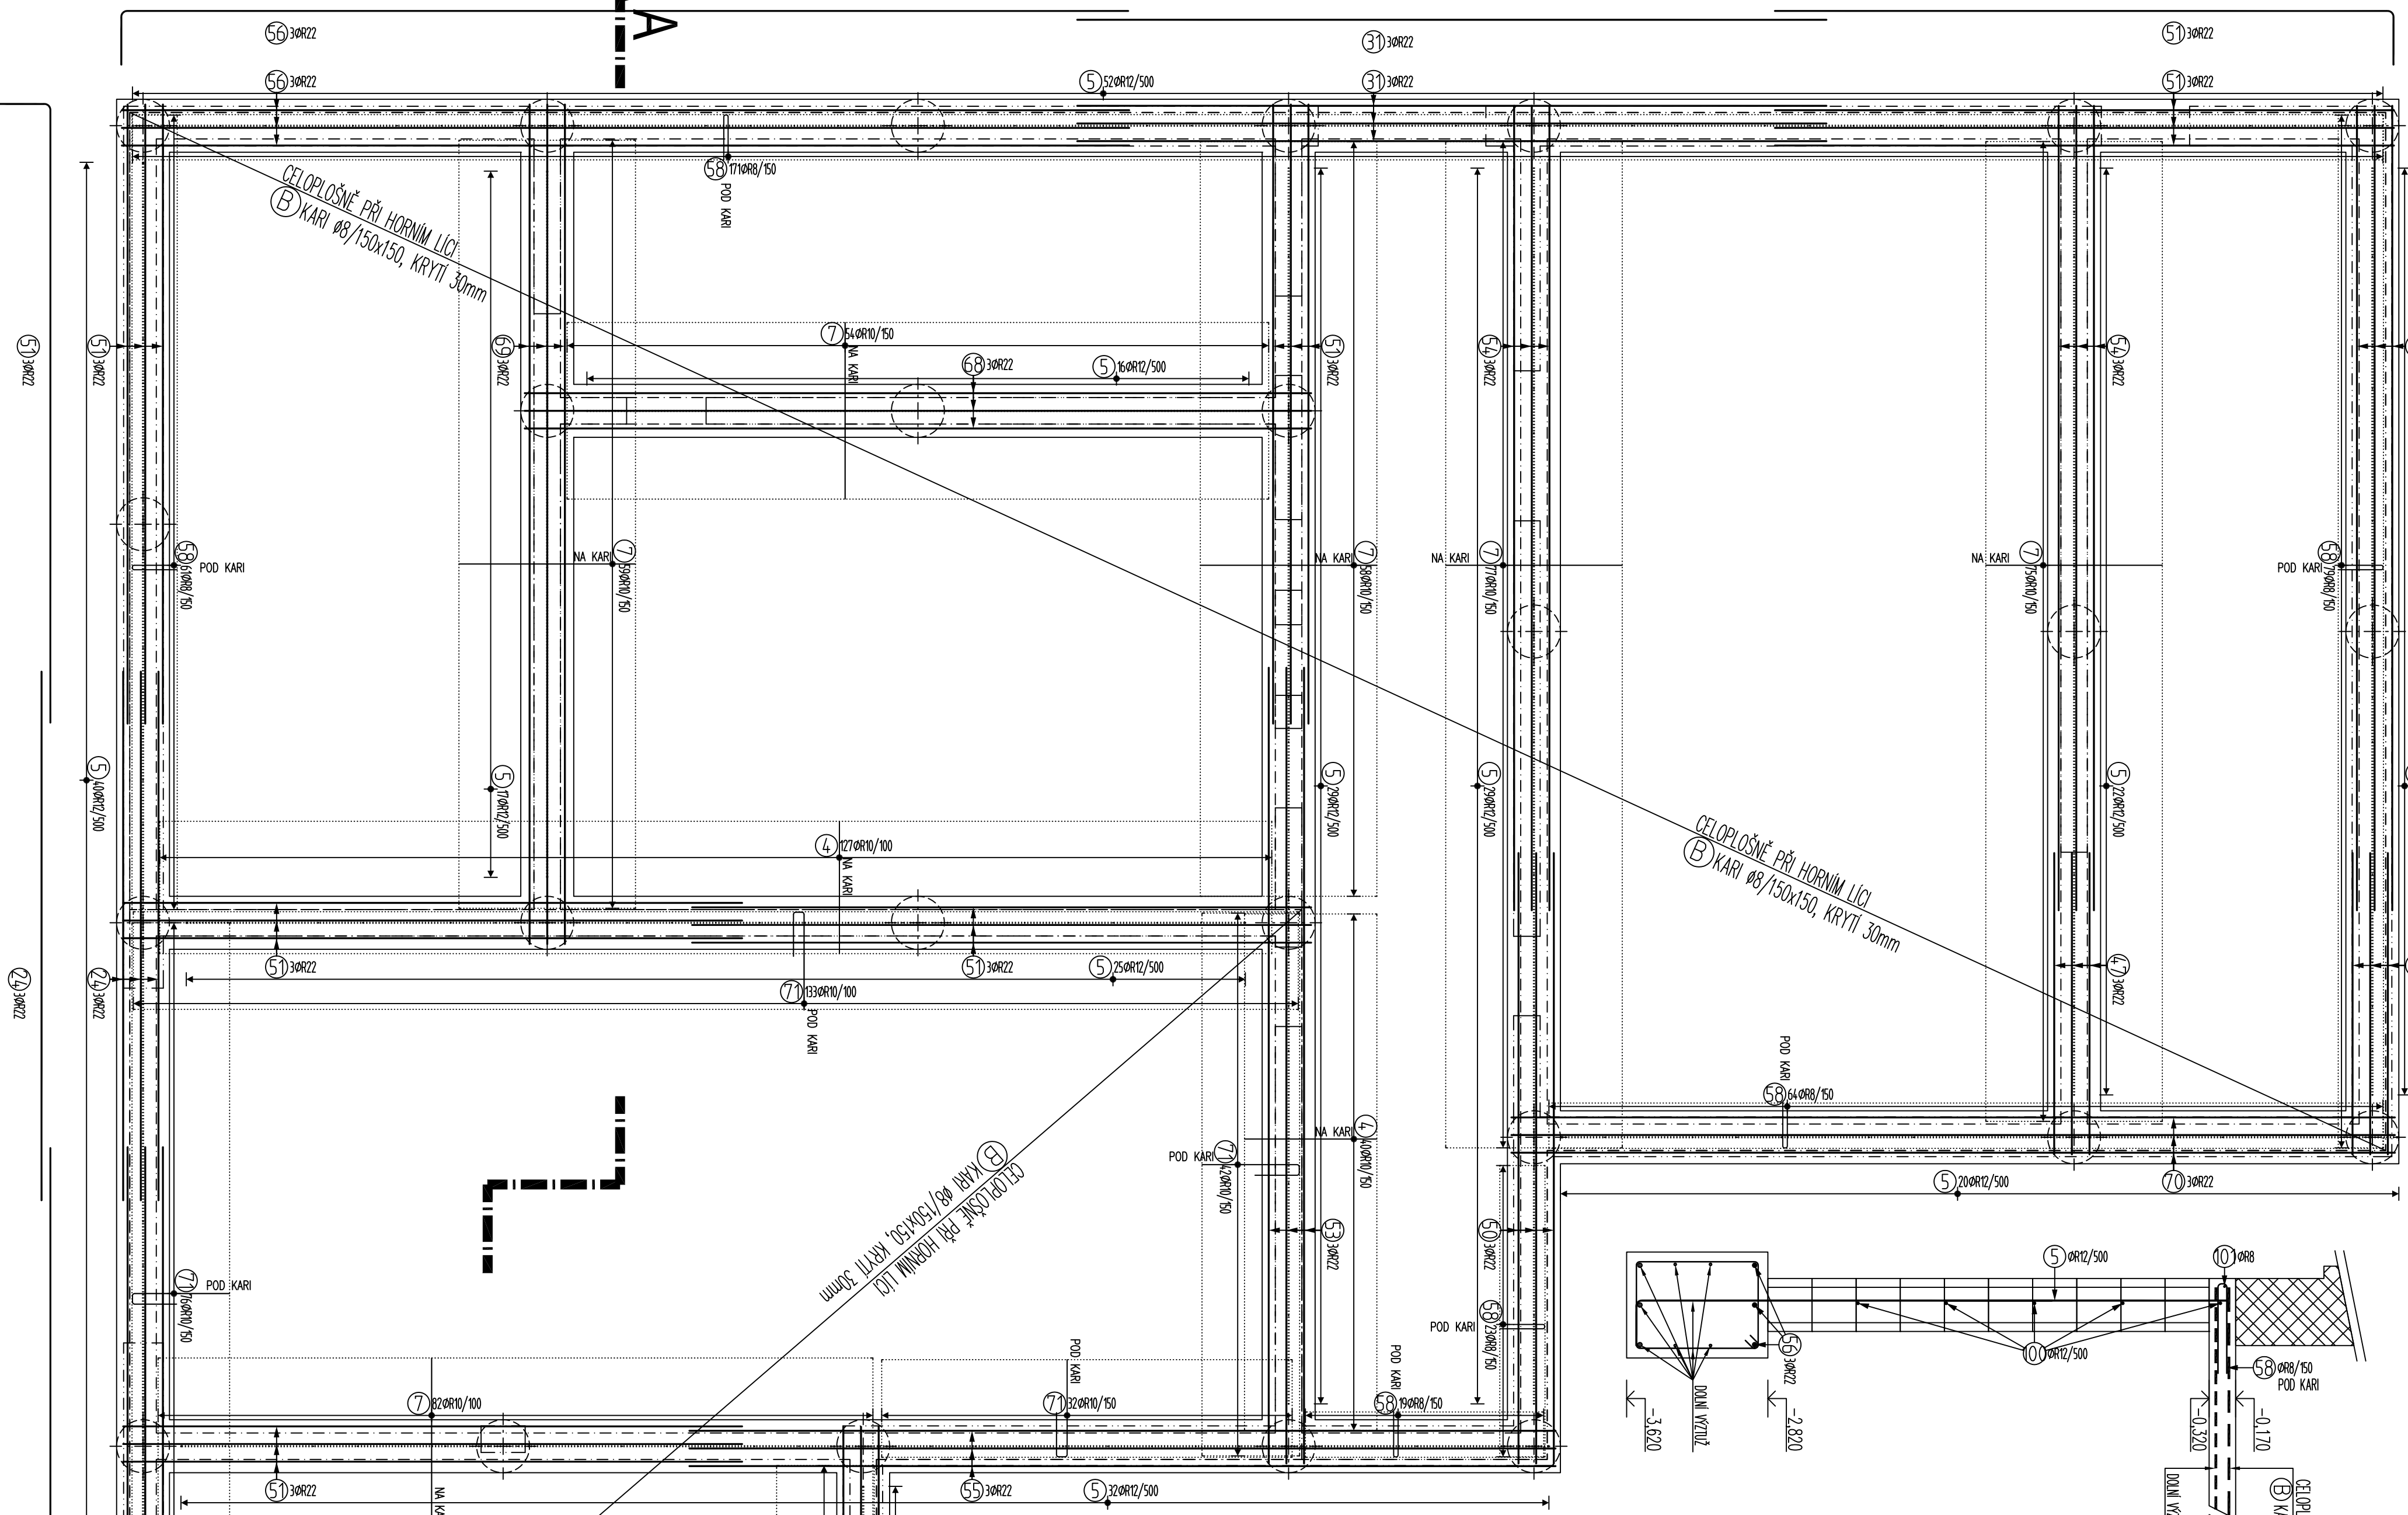 A
56 3ØR22
31 3ØR22
51 3ØR22
56 3ØR22
5 52ØR12/500
31 3ØR22
51 3ØR22
58 171ØR8/150
POD KARI
CELOPLOŠNĚ PŘI HORNÍM LÍCI
B KARI ø8/150x150, KRYTÍ 30mm
51 3ØR22
51 3ØR22
69 3ØR22
7 54ØR10/150
NA KARI
68 3ØR22
5 16ØR12/500
51 3ØR22
54 3ØR22
54 3ØR22
58 61ØR8/150
POD KARI
NA KARI
7 59ØR10/150
NA KARI
7 58ØR10/150
NA KARI
7 77ØR10/150
NA KARI
7 75ØR10/150
POD KARI
58 79ØR8/150
5 40ØR12/500
5 17ØR12/500
5 29ØR12/500
5 29ØR12/500
5 22ØR12/500
4 127ØR10/100
NA KARI
CELOPLOŠNĚ PŘI HORNÍM LÍCI
B KARI ø8/150x150, KRYTÍ 30mm
24 3ØR22
24 3ØR22
51 3ØR22
51 3ØR22
5 25ØR12/500
47 3ØR22
71 133ØR10/100
POD KARI
POD KARI
58 64ØR8/150
POD KARI
71 42ØR10/150
NA KARI
4 40ØR10/150
5 20ØR12/500
70 3ØR22
CELOPLOŠNĚ PŘI HORNÍM LÍCI
B KARI ø8/150x150, KRYTÍ 30mm
53 3ØR22
50 3ØR22
71 76ØR10/150
POD KARI
POD KARI
58 23ØR8/150
5 ØR12/500
101 ØR8
56 3ØR22
100 ØR12/500
58 ØR8/150
POD KARI
DOLNÍ VÝZTUŽ
-3,620
-2,820
-0,320
-0,170
7 82ØR10/100
POD KARI
71 32ØR10/150
POD KARI
58 19ØR8/150
51 3ØR22
55 3ØR22
5 32ØR12/500